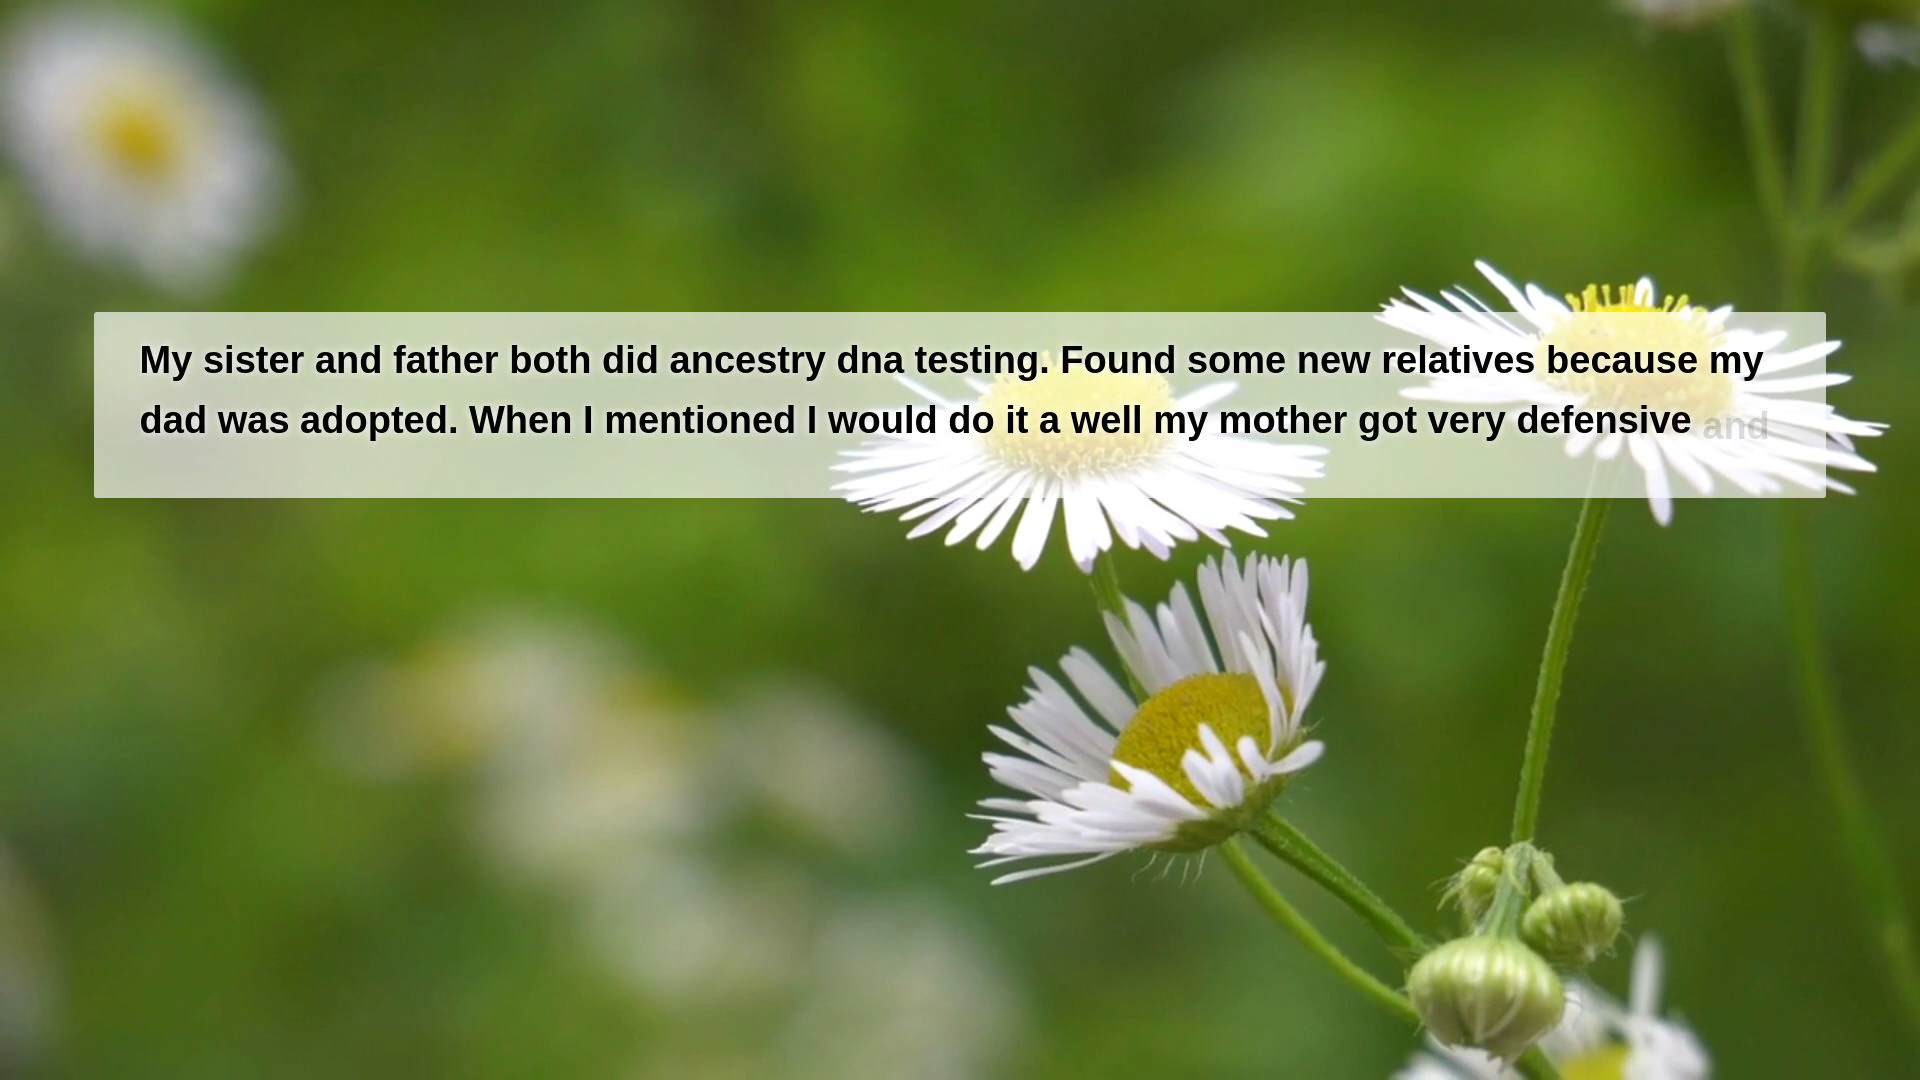 My sister and father both did ancestry dna testing. Found some new relatives because my
dad was adopted. When I mentioned I would do it a well my mother got very defensive and